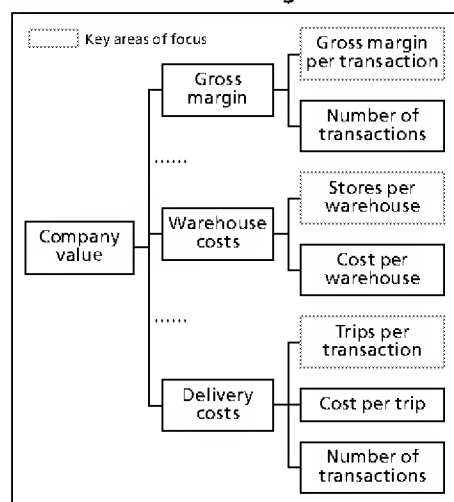 Key areas of focus
Gross margin
per transaction
Gross
margin
Number of
transactions
......
Stores per
warehouse
Warehouse
costs
Company
value
Cost per
warehouse
......
Trips per
transaction
Delivery
costs
Cost per trip
Number of
transactions